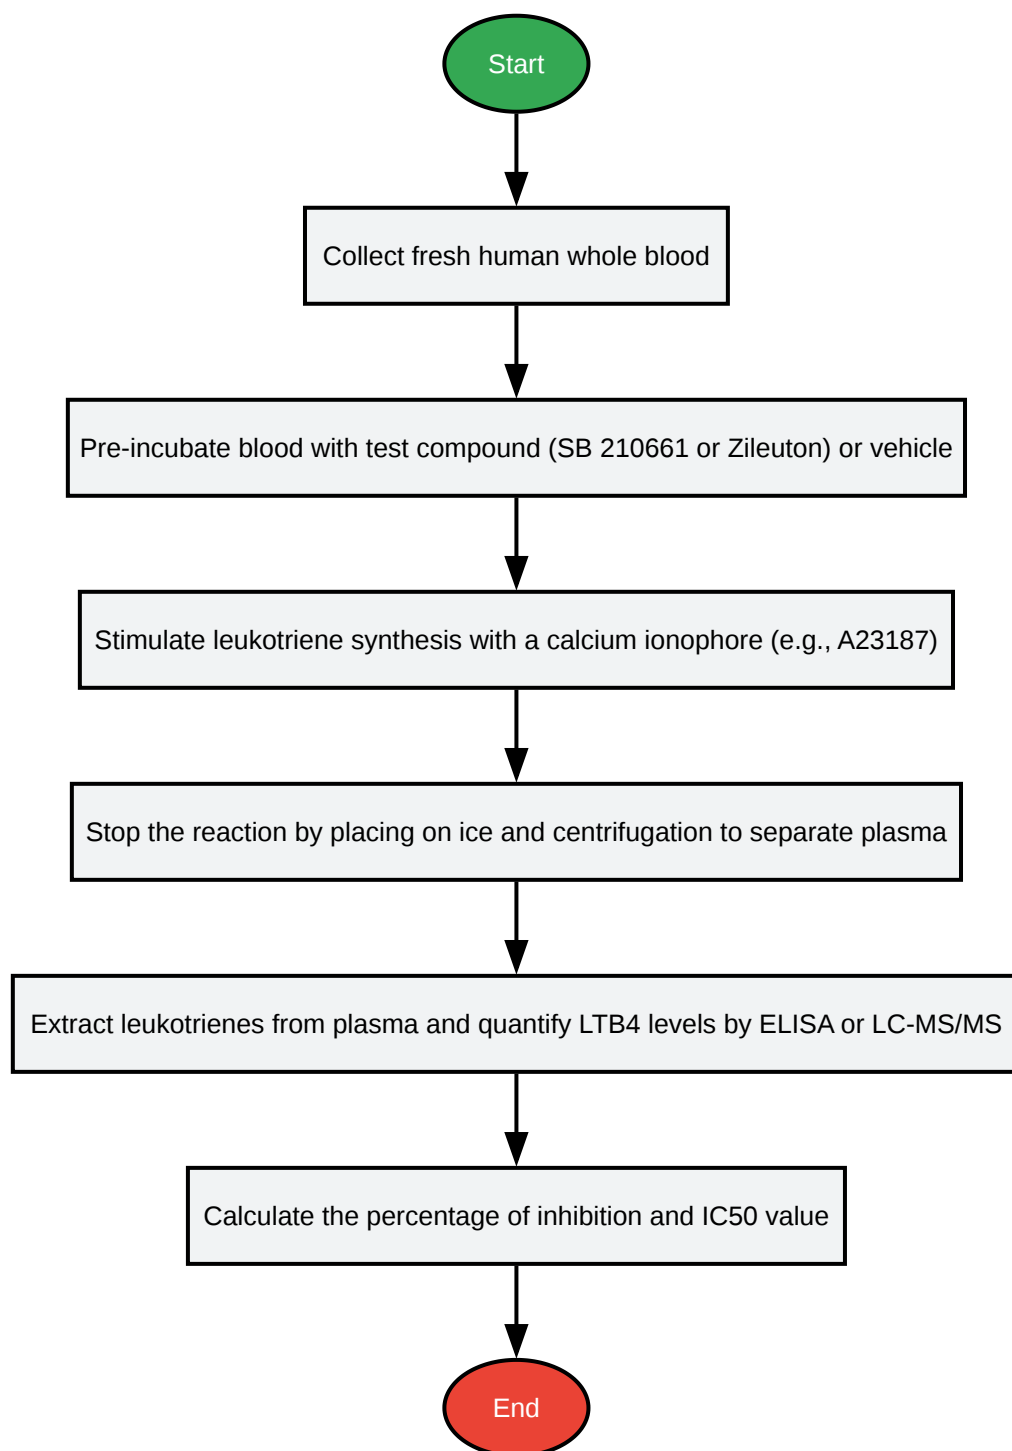 Start
Collect fresh human whole blood
Pre-incubate blood with test compound (SB 210661 or Zileuton) or vehicle
Stimulate leukotriene synthesis with a calcium ionophore (e.g., A23187)
Stop the reaction by placing on ice and centrifugation to separate plasma
Extract leukotrienes from plasma and quantify LTB4 levels by ELISA or LC-MS/MS
Calculate the percentage of inhibition and IC50 value
End